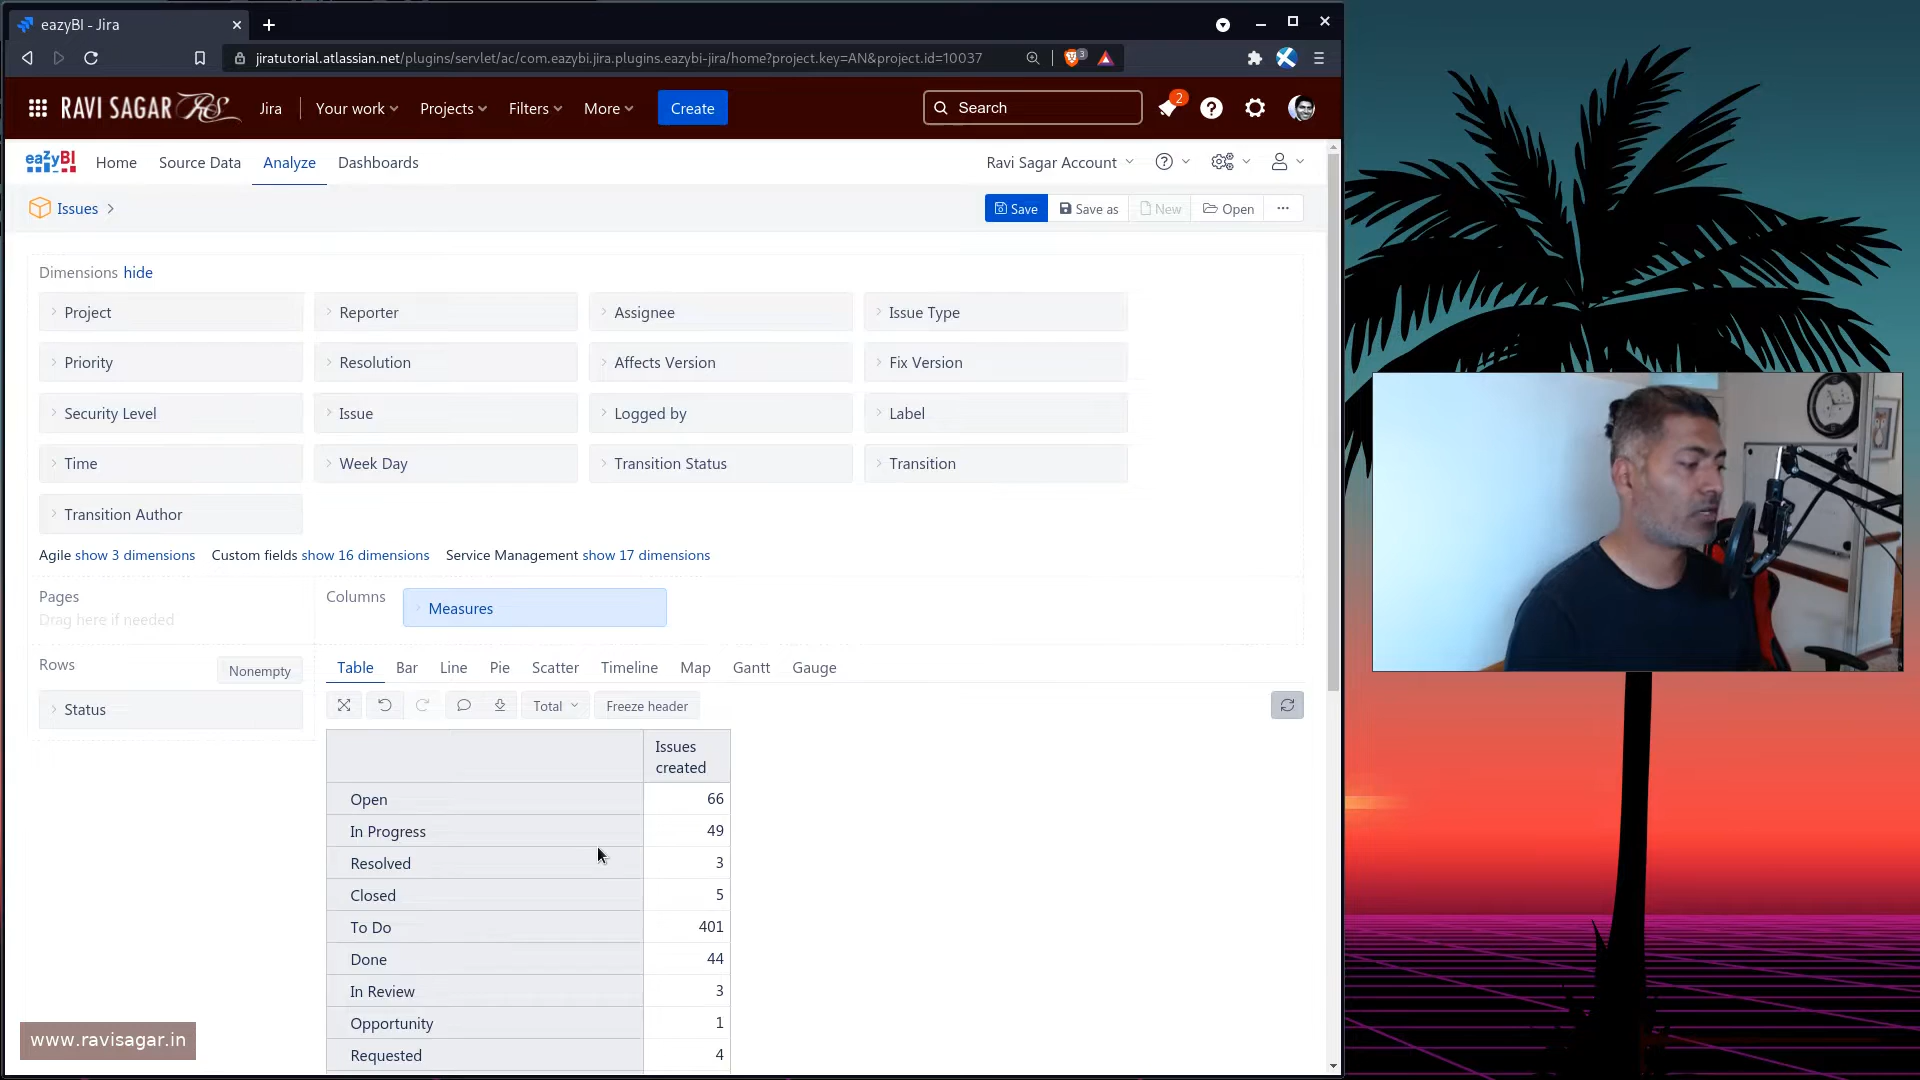 eazyBI - Jira
jiratutorial.atlassian.net/plugins/servlet/ac/com.eazybi.jira.plugins.eazybi-jira/home?project.key=AN&project.id=10037
3
RAVI SAGAR RS Jira Your work Projects Filters More Create Search 2
eazyBI Home Source Data Analyze Dashboards Ravi Sagar Account
Issues Save Save as New Open
Dimensions hide
Project Reporter Assignee Issue Type
Priority Resolution Affects Version Fix Version
Security Level Issue Logged by Label
Time Week Day Transition Status Transition
Transition Author
Agile show 3 dimensions Custom fields show 16 dimensions Service Management show 17 dimensions
Pages Columns Measures
Drag here if needed
Rows Nonempty Table Bar Line Pie Scatter Timeline Map Gantt Gauge
Status Total Freeze header
Issues created
Open 66
In Progress 49
Resolved 3
Closed 5
To Do 401
Done 44
In Review 3
Opportunity 1
Requested 4
www.ravisagar.in